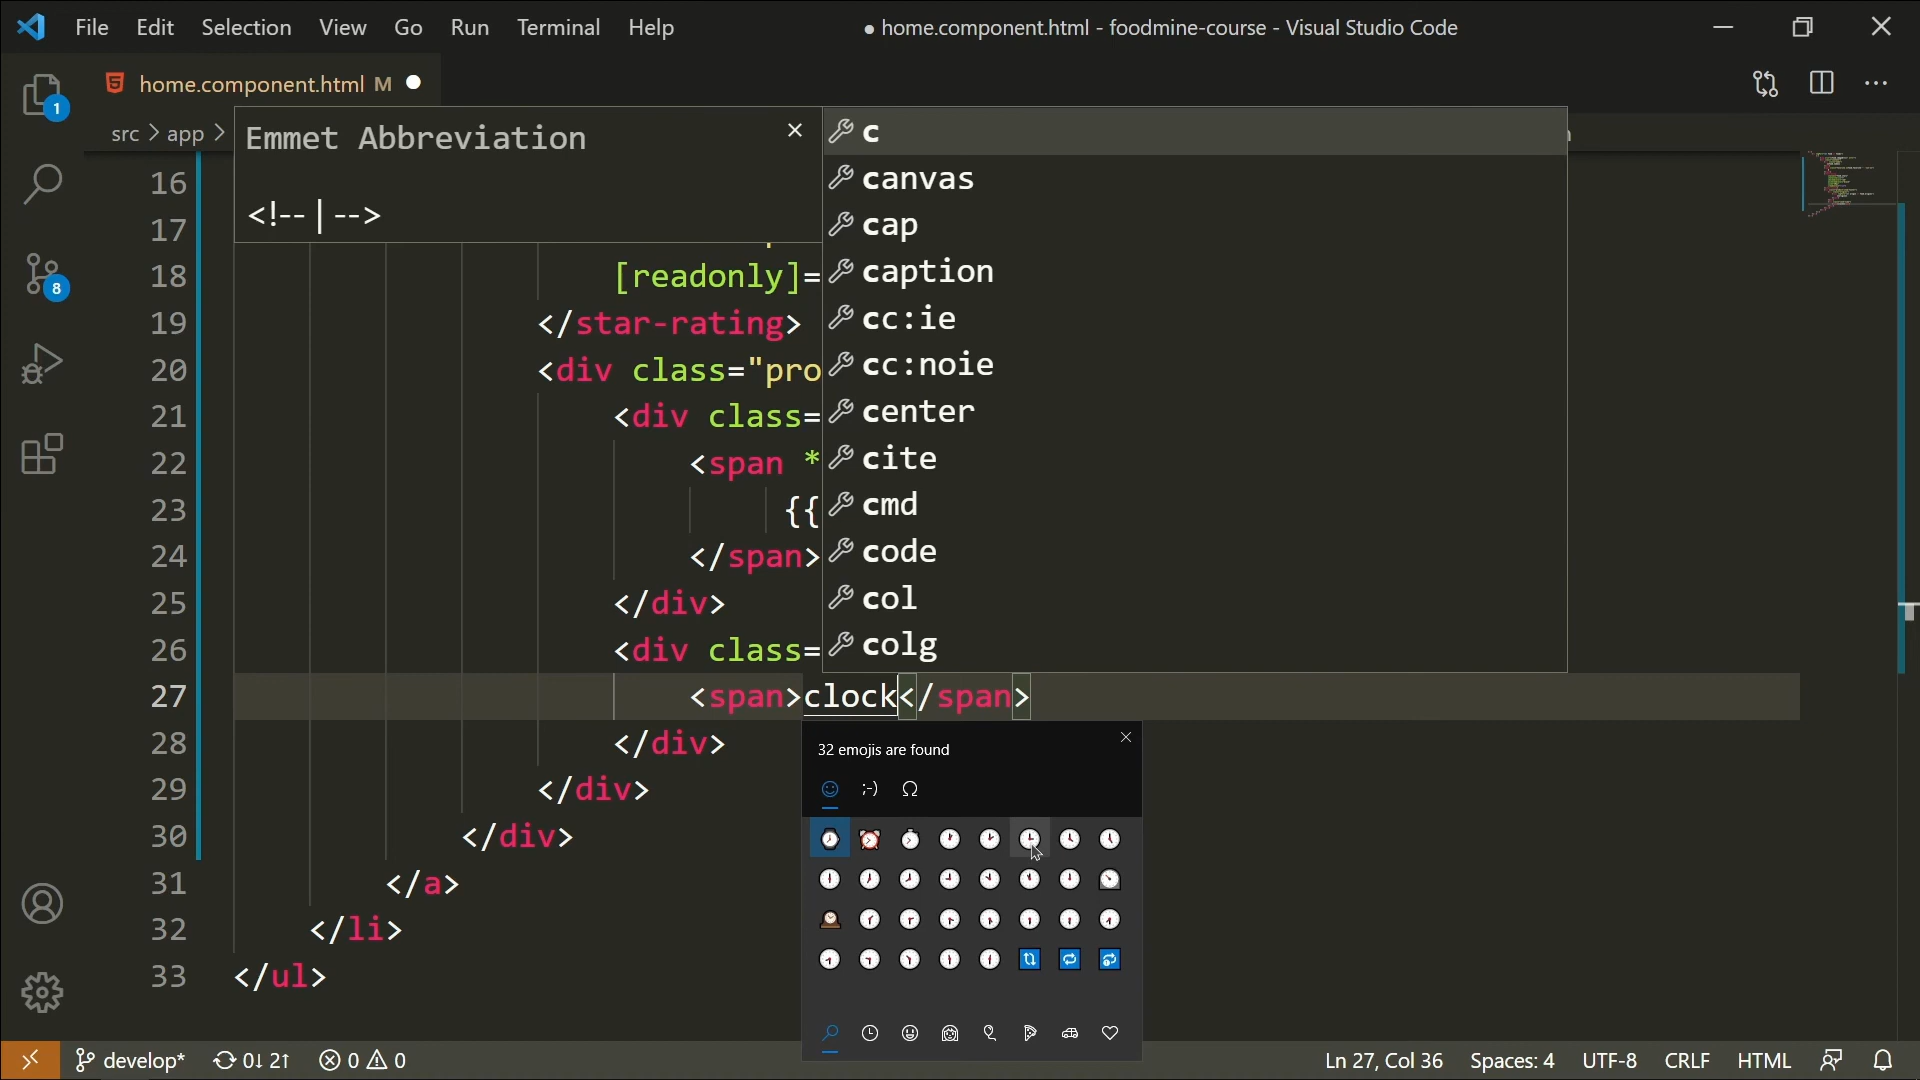 File Edit Selection View Go Run Terminal Help
● home.component.html - foodmine-course - Visual Studio Code
home.component.html M
src > app >
Emmet Abbreviation
<!-- | -->
c
canvas
cap
caption
cc:ie
cc:noie
center
cite
cmd
code
col
colg
16
17
18 [readonly]=
19 </star-rating>
20 <div class="pro
21 <div class=
22 <span *
23 {{
24 </span>
25 </div>
26 <div class=
27 <span>clock</span>
28 </div>
29 </div>
30 </div>
31 </a>
32 </li>
33 </ul>
1
8
32 emojis are found
;-) Ω
develop* 0↓ 2↑ 0 0
Ln 27, Col 36 Spaces: 4 UTF-8 CRLF HTML